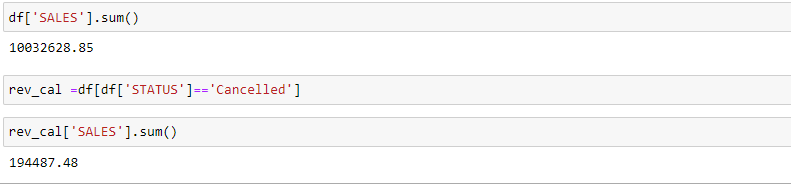 df['SALES'].sum()
10032628.85
rev_cal =df[df['STATUS']=='Cancelled']
rev_cal['SALES'].sum()
194487.48